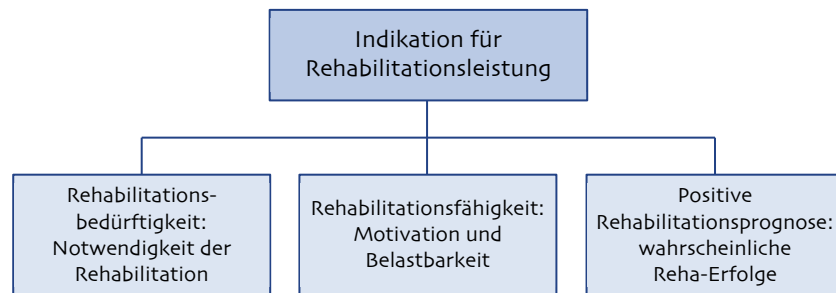 Indikation für
Rehabilitationsleistung
Rehabilitations-
bedürftigkeit:
Notwendigkeit der
Rehabilitation
Rehabilitationsfähigkeit:
Motivation und
Belastbarkeit
Positive
Rehabilitationsprognose:
wahrscheinliche
Reha-Erfolge